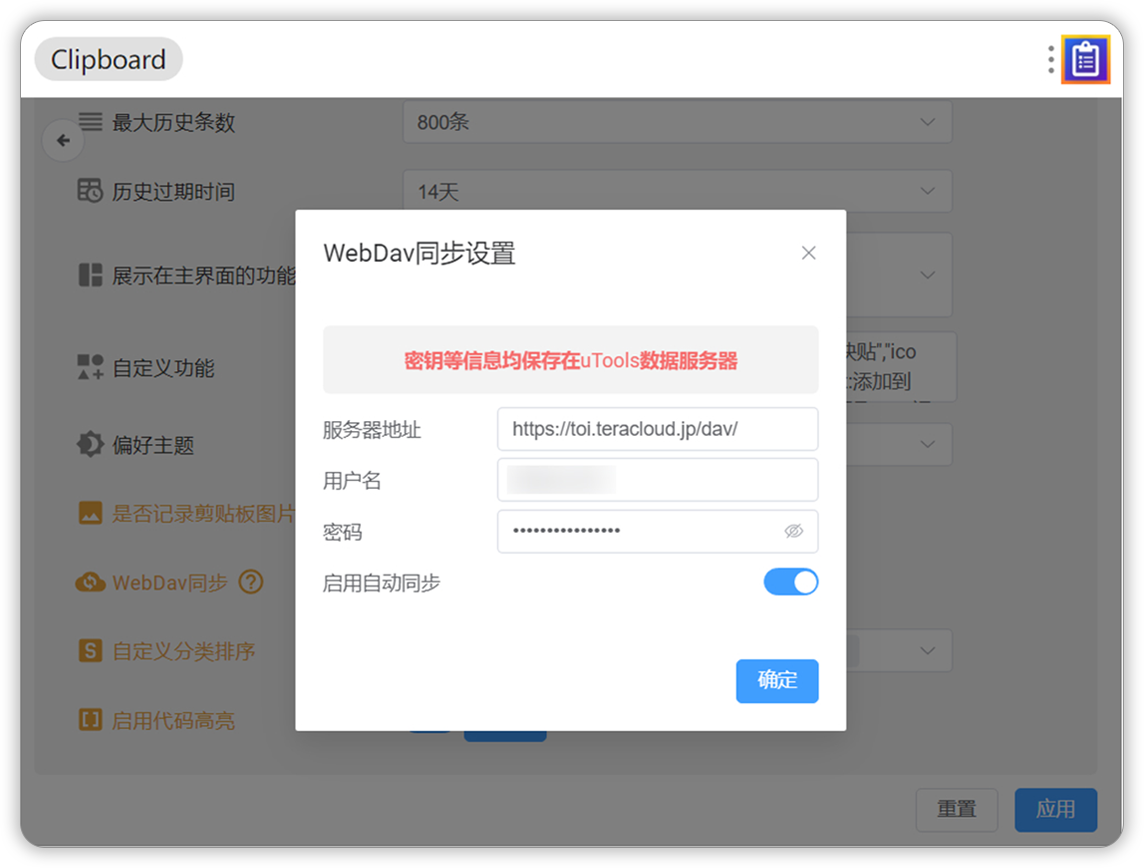 Clipboard
最大历史条数
800条
历史过期时间
14天
展示在主界面的功能
自定义功能
快贴","ico
::添加到
偏好主题
是否记录剪贴板图片
WebDav同步
自定义分类排序
启用代码高亮
WebDav同步设置
密钥等信息均保存在uTools数据服务器
服务器地址
https://toi.teracloud.jp/dav/
用户名
密码
••••••••••••••••
启用自动同步
确定
重置
应用